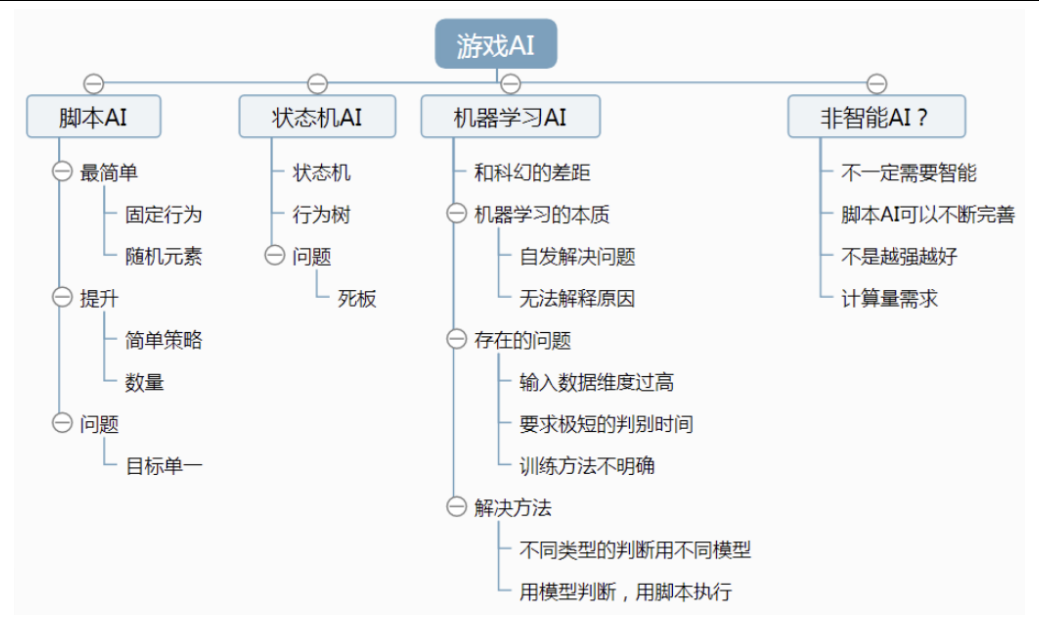 游戏AI
脚本AI
最简单
固定行为
随机元素
提升
简单策略
数量
问题
目标单一
状态机AI
状态机
行为树
问题
死板
机器学习AI
和科幻的差距
机器学习的本质
自发解决问题
无法解释原因
存在的问题
输入数据维度过高
要求极短的判别时间
训练方法不明确
解决方法
不同类型的判断用不同模型
用模型判断，用脚本执行
非智能AI？
不一定需要智能
脚本AI可以不断完善
不是越强越好
计算量需求